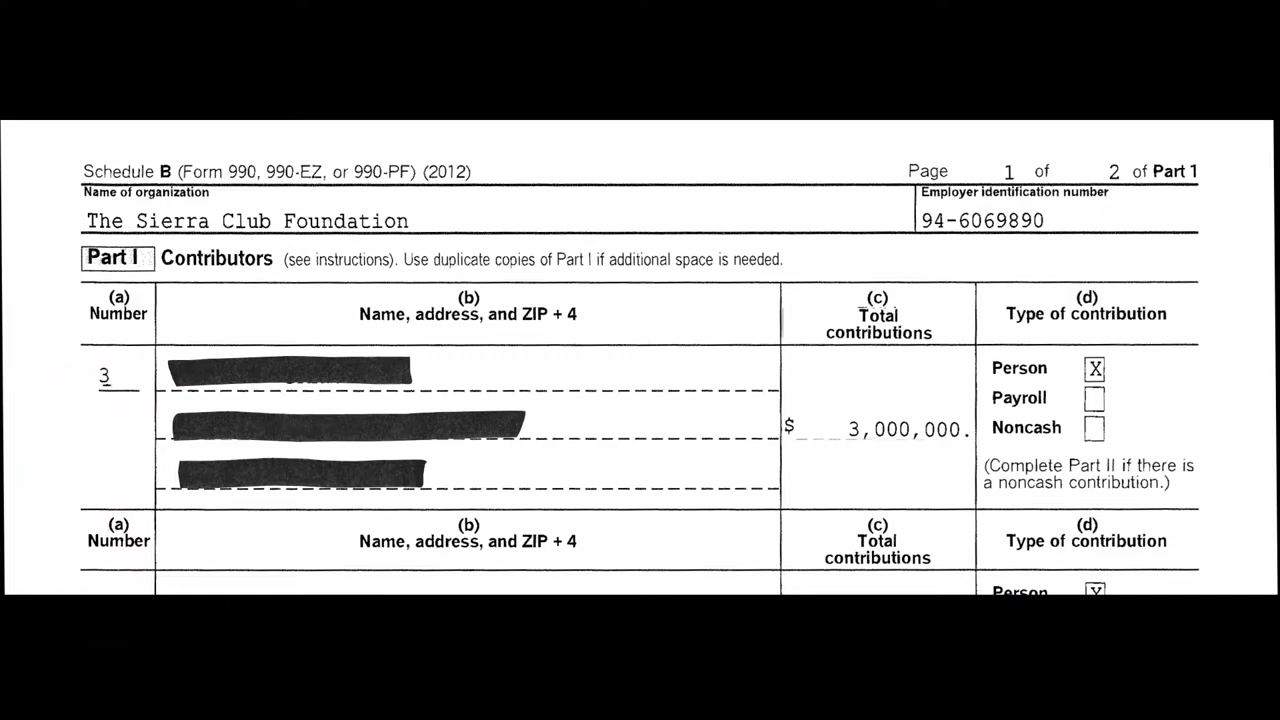 Schedule B (Form 990, 990-EZ, or 990-PF) (2012) Page 1 of 2 of Part 1
Name of organization Employer identification number
The Sierra Club Foundation 94-6069890
Part I Contributors (see instructions). Use duplicate copies of Part I if additional space is needed.
(a) (b) (c) (d)
Number Name, address, and ZIP + 4 Total Type of contribution
contributions
3 Person X
Payroll
$ 3,000,000. Noncash
(Complete Part II if there is
a noncash contribution.)
(a) (b) (c) (d)
Number Name, address, and ZIP + 4 Total Type of contribution
contributions
Person X